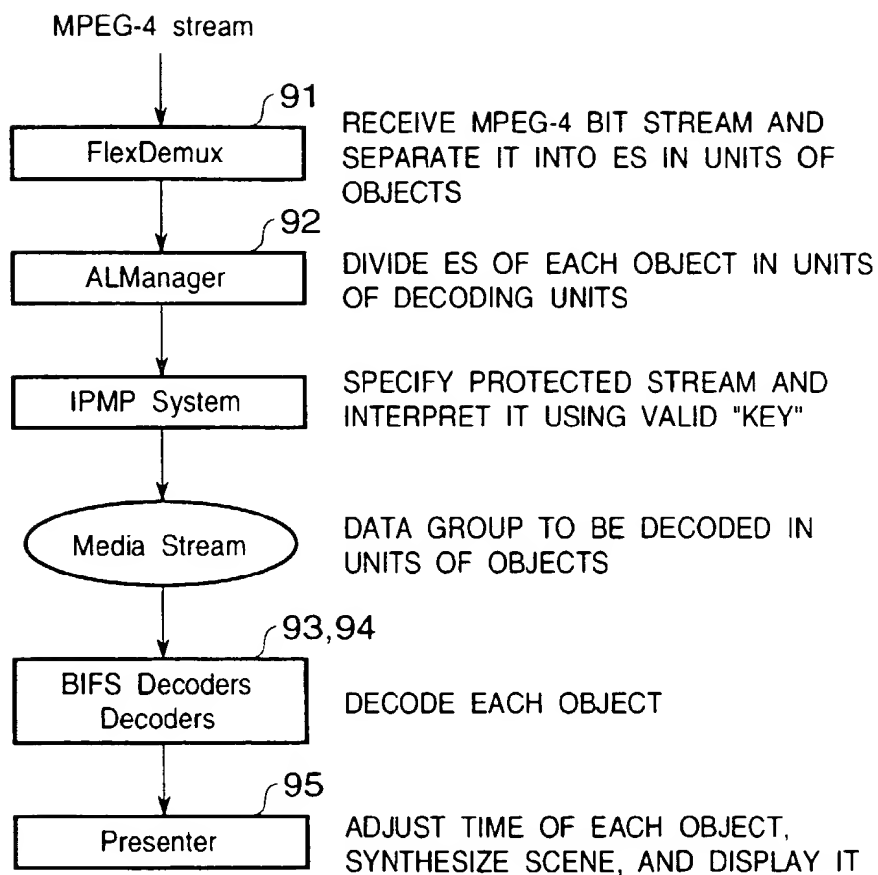 MPEG-4 stream
91
FlexDemux
RECEIVE MPEG-4 BIT STREAM AND
SEPARATE IT INTO ES IN UNITS OF
OBJECTS
92
ALManager
DIVIDE ES OF EACH OBJECT IN UNITS
OF DECODING UNITS
IPMP System
SPECIFY PROTECTED STREAM AND
INTERPRET IT USING VALID "KEY"
Media Stream
DATA GROUP TO BE DECODED IN
UNITS OF OBJECTS
93,94
BIFS Decoders
Decoders
DECODE EACH OBJECT
95
Presenter
ADJUST TIME OF EACH OBJECT,
SYNTHESIZE SCENE, AND DISPLAY IT